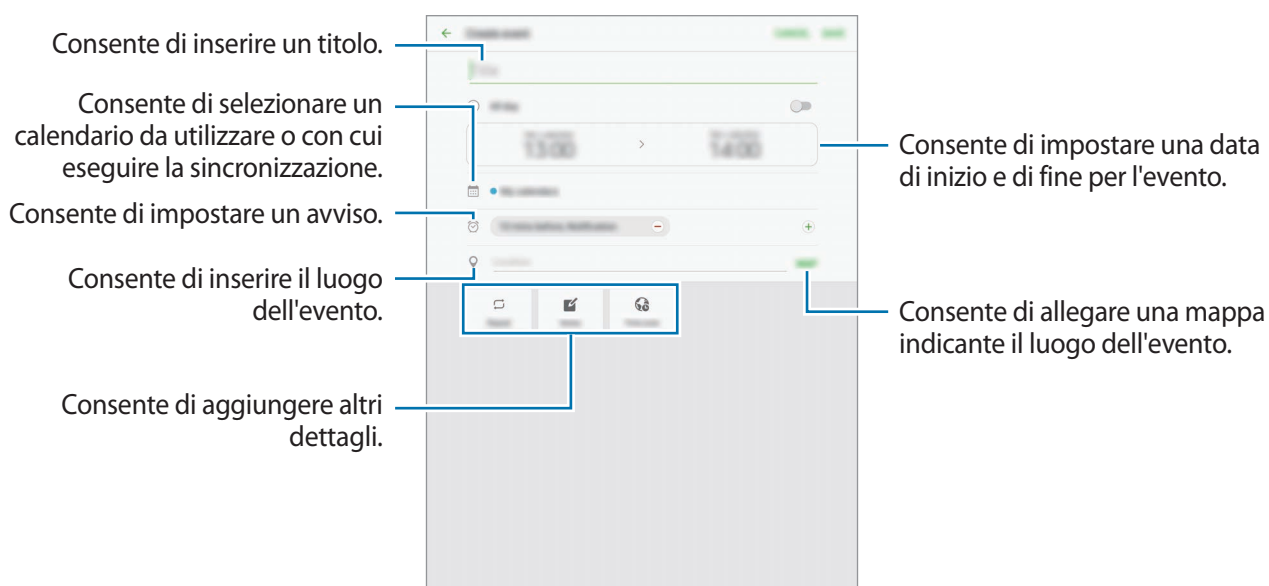 Consente di inserire un titolo.
Consente di selezionare un
calendario da utilizzare o con cui
eseguire la sincronizzazione.
Consente di impostare un avviso.
Consente di inserire il luogo
dell'evento.
Consente di aggiungere altri
dettagli.
13:00
14:00
Consente di impostare una data
di inizio e di fine per l'evento.
Consente di allegare una mappa
indicante il luogo dell'evento.